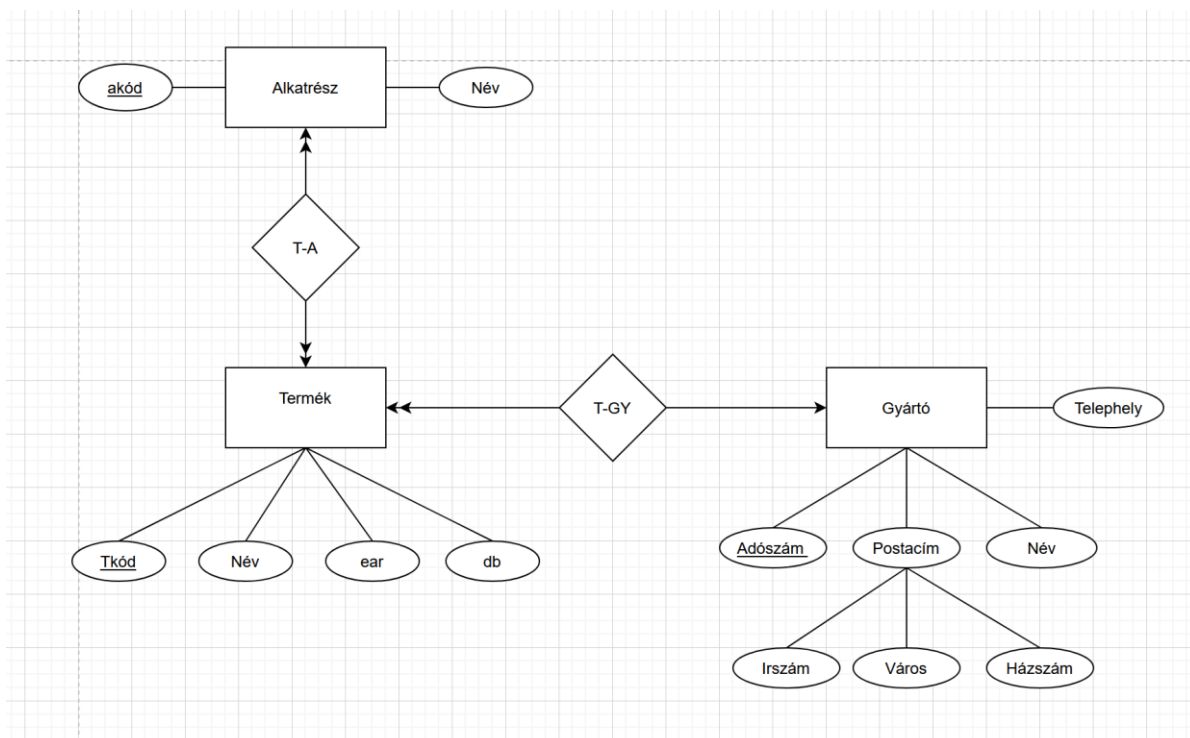 akód
Alkatrész
Név
T-A
Termék
T-GY
Gyártó
Telephely
Tkód
Név
ear
db
Adószám
Postacím
Név
Irszám
Város
Házszám